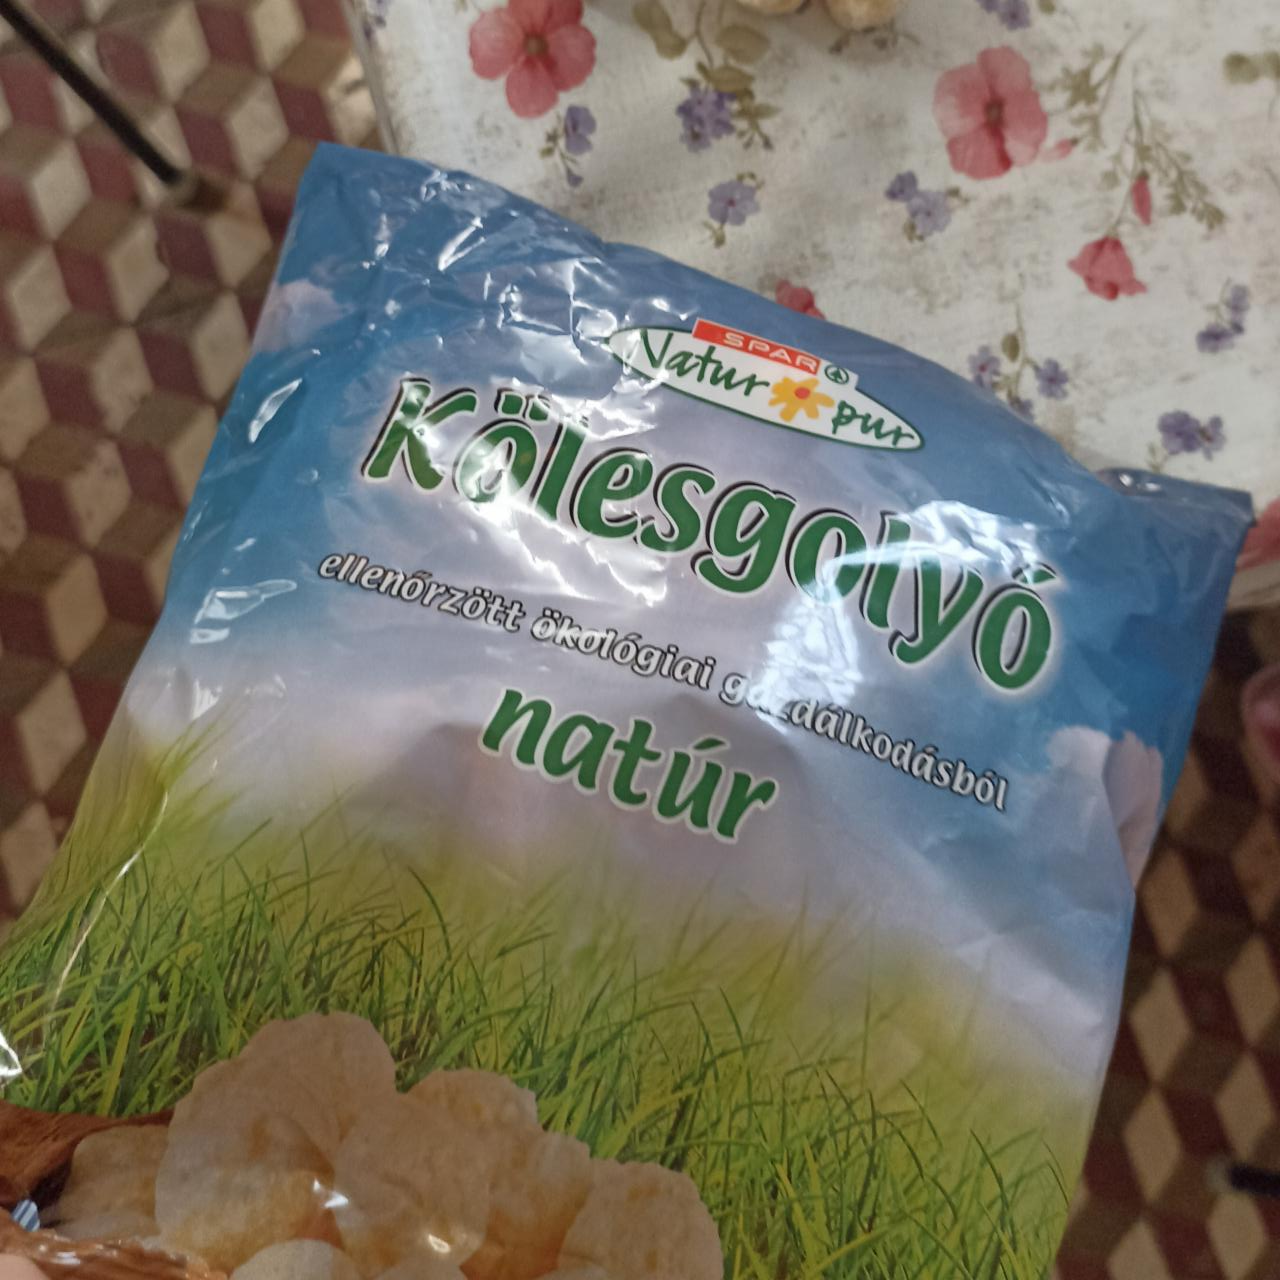 SPAR
Natur pur
Kölesgolyó
ellenőrzött ökológiai gazdálkodásból
natúr